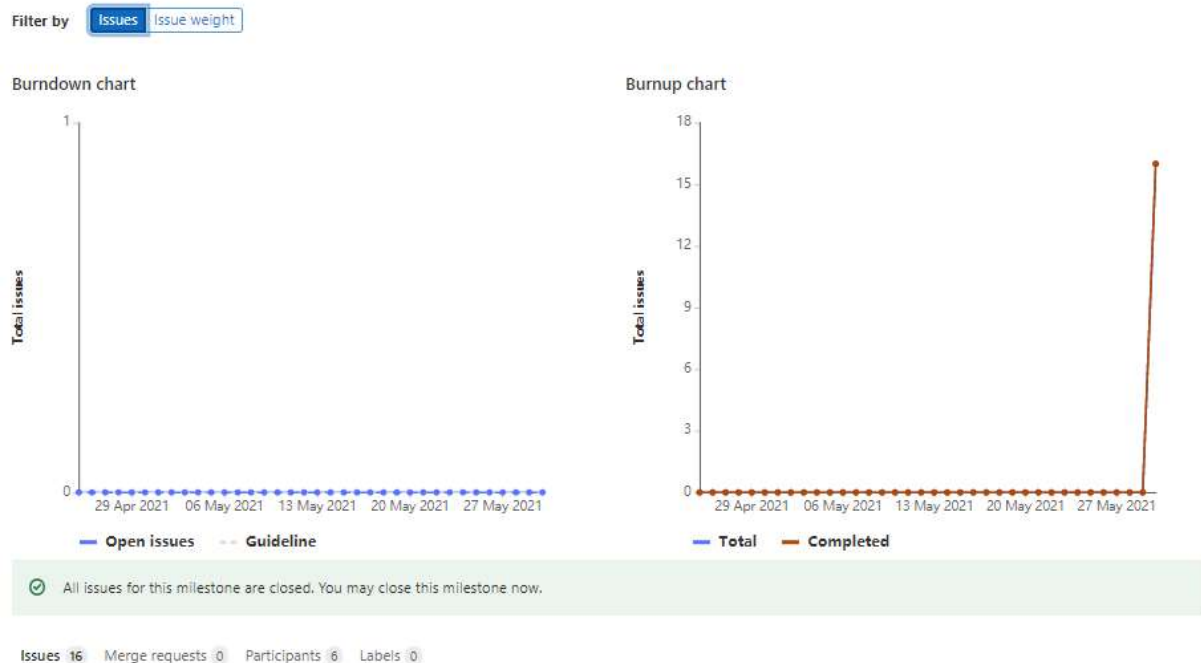 Filter by Issues Issue weight
Burndown chart
1
Total issues
0
29 Apr 2021 06 May 2021 13 May 2021 20 May 2021 27 May 2021
Open issues Guideline
Burnup chart
18
15
12
9
6
3
0
Total issues
29 Apr 2021 06 May 2021 13 May 2021 20 May 2021 27 May 2021
Total Completed
All issues for this milestone are closed. You may close this milestone now.
Issues 16 Merge requests 0 Participants 6 Labels 0